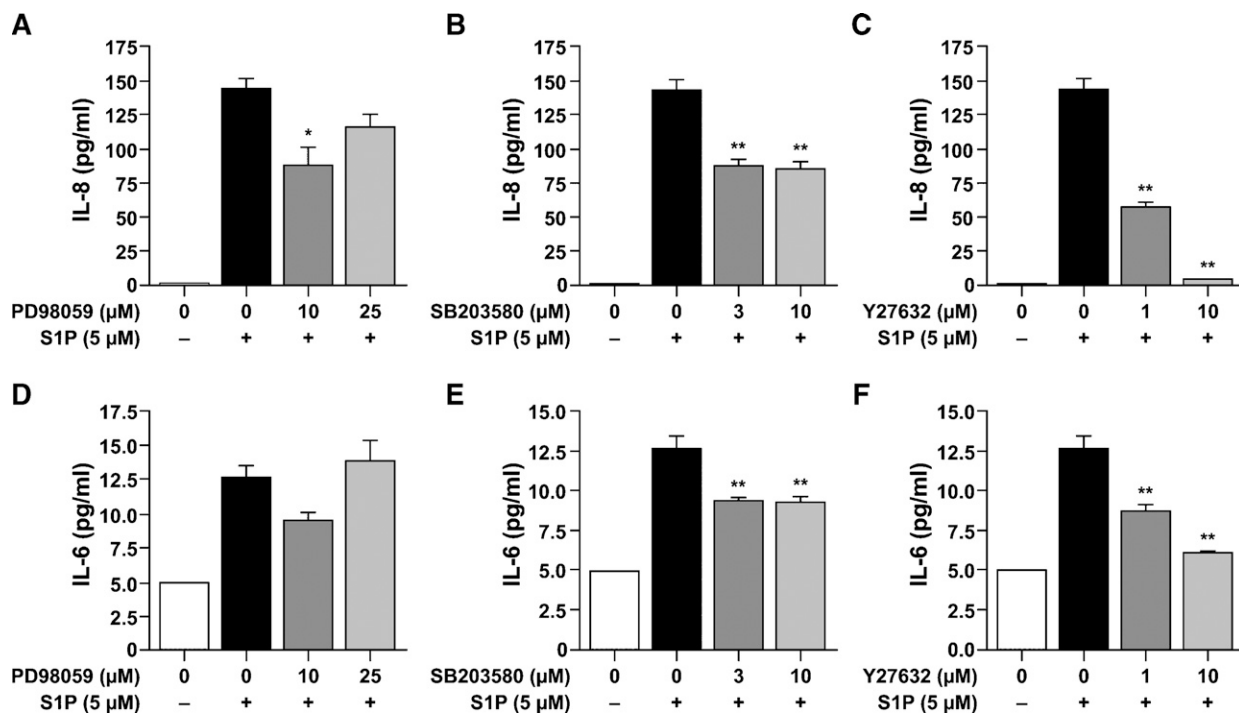 A
B
C
IL-8 (pg/ml)
175
150
125
100
75
50
25
0
*
PD98059 (µM) 0 0 10 25
S1P (5 µM) – + + +
IL-8 (pg/ml)
175
150
125
100
75
50
25
0
** **
SB203580 (µM) 0 0 3 10
S1P (5 µM) – + + +
IL-8 (pg/ml)
175
150
125
100
75
50
25
0
**
**
Y27632 (µM) 0 0 1 10
S1P (5 µM) – + + +
D
E
F
IL-6 (pg/ml)
17.5
15.0
12.5
10.0
7.5
5.0
2.5
0
PD98059 (µM) 0 0 10 25
S1P (5 µM) – + + +
IL-6 (pg/ml)
15.0
12.5
10.0
7.5
5.0
2.5
0
** **
SB203580 (µM) 0 0 3 10
S1P (5 µM) – + + +
IL-6 (pg/ml)
15.0
12.5
10.0
7.5
5.0
2.5
0.0
**
**
Y27632 (µM) 0 0 1 10
S1P (5 µM) – + + +